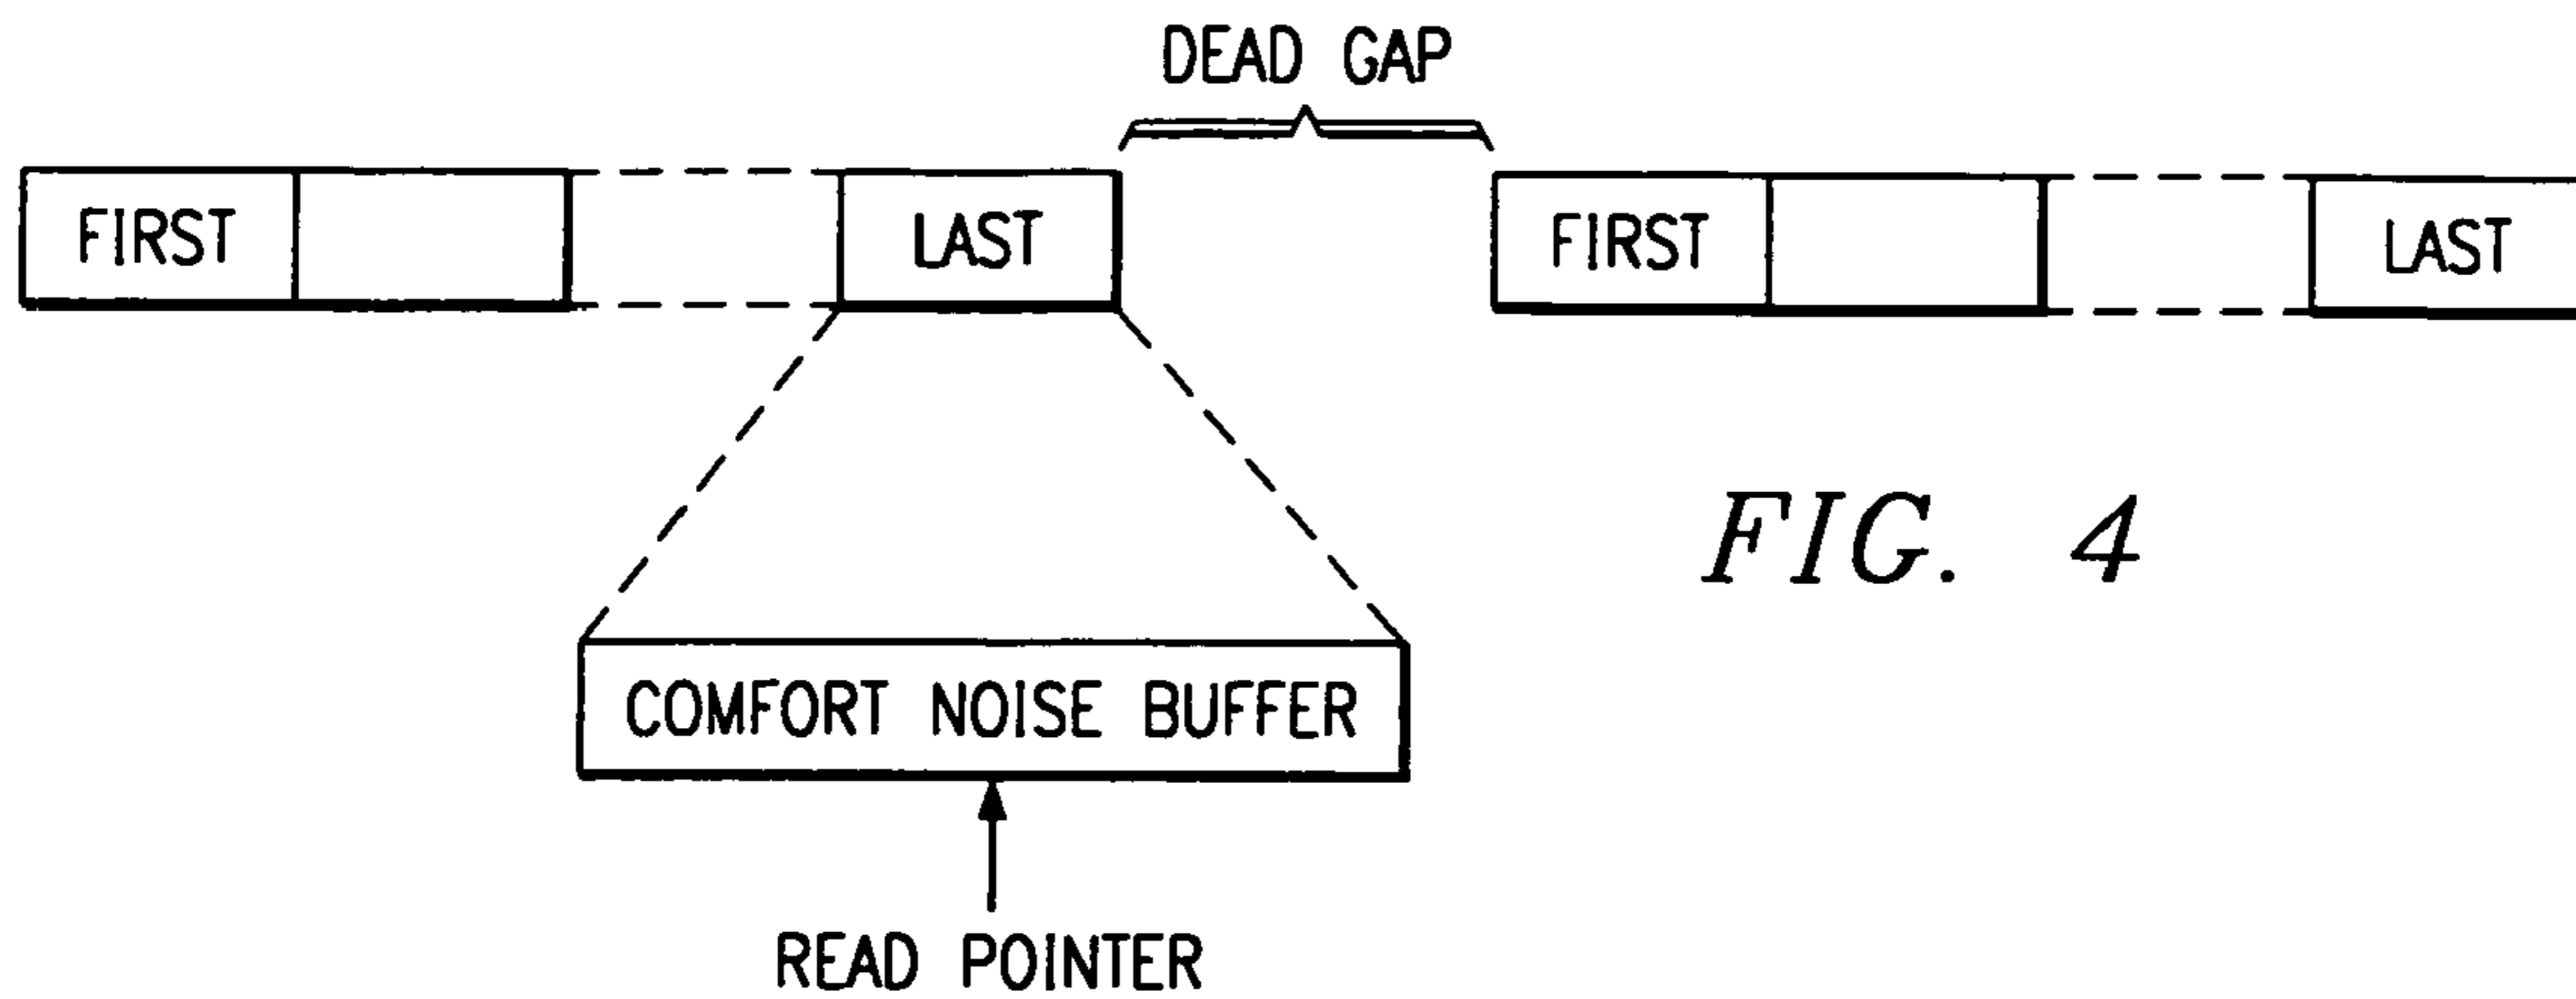 DEAD GAP
FIRST
LAST
FIRST
LAST
FIG. 4
COMFORT NOISE BUFFER
READ POINTER